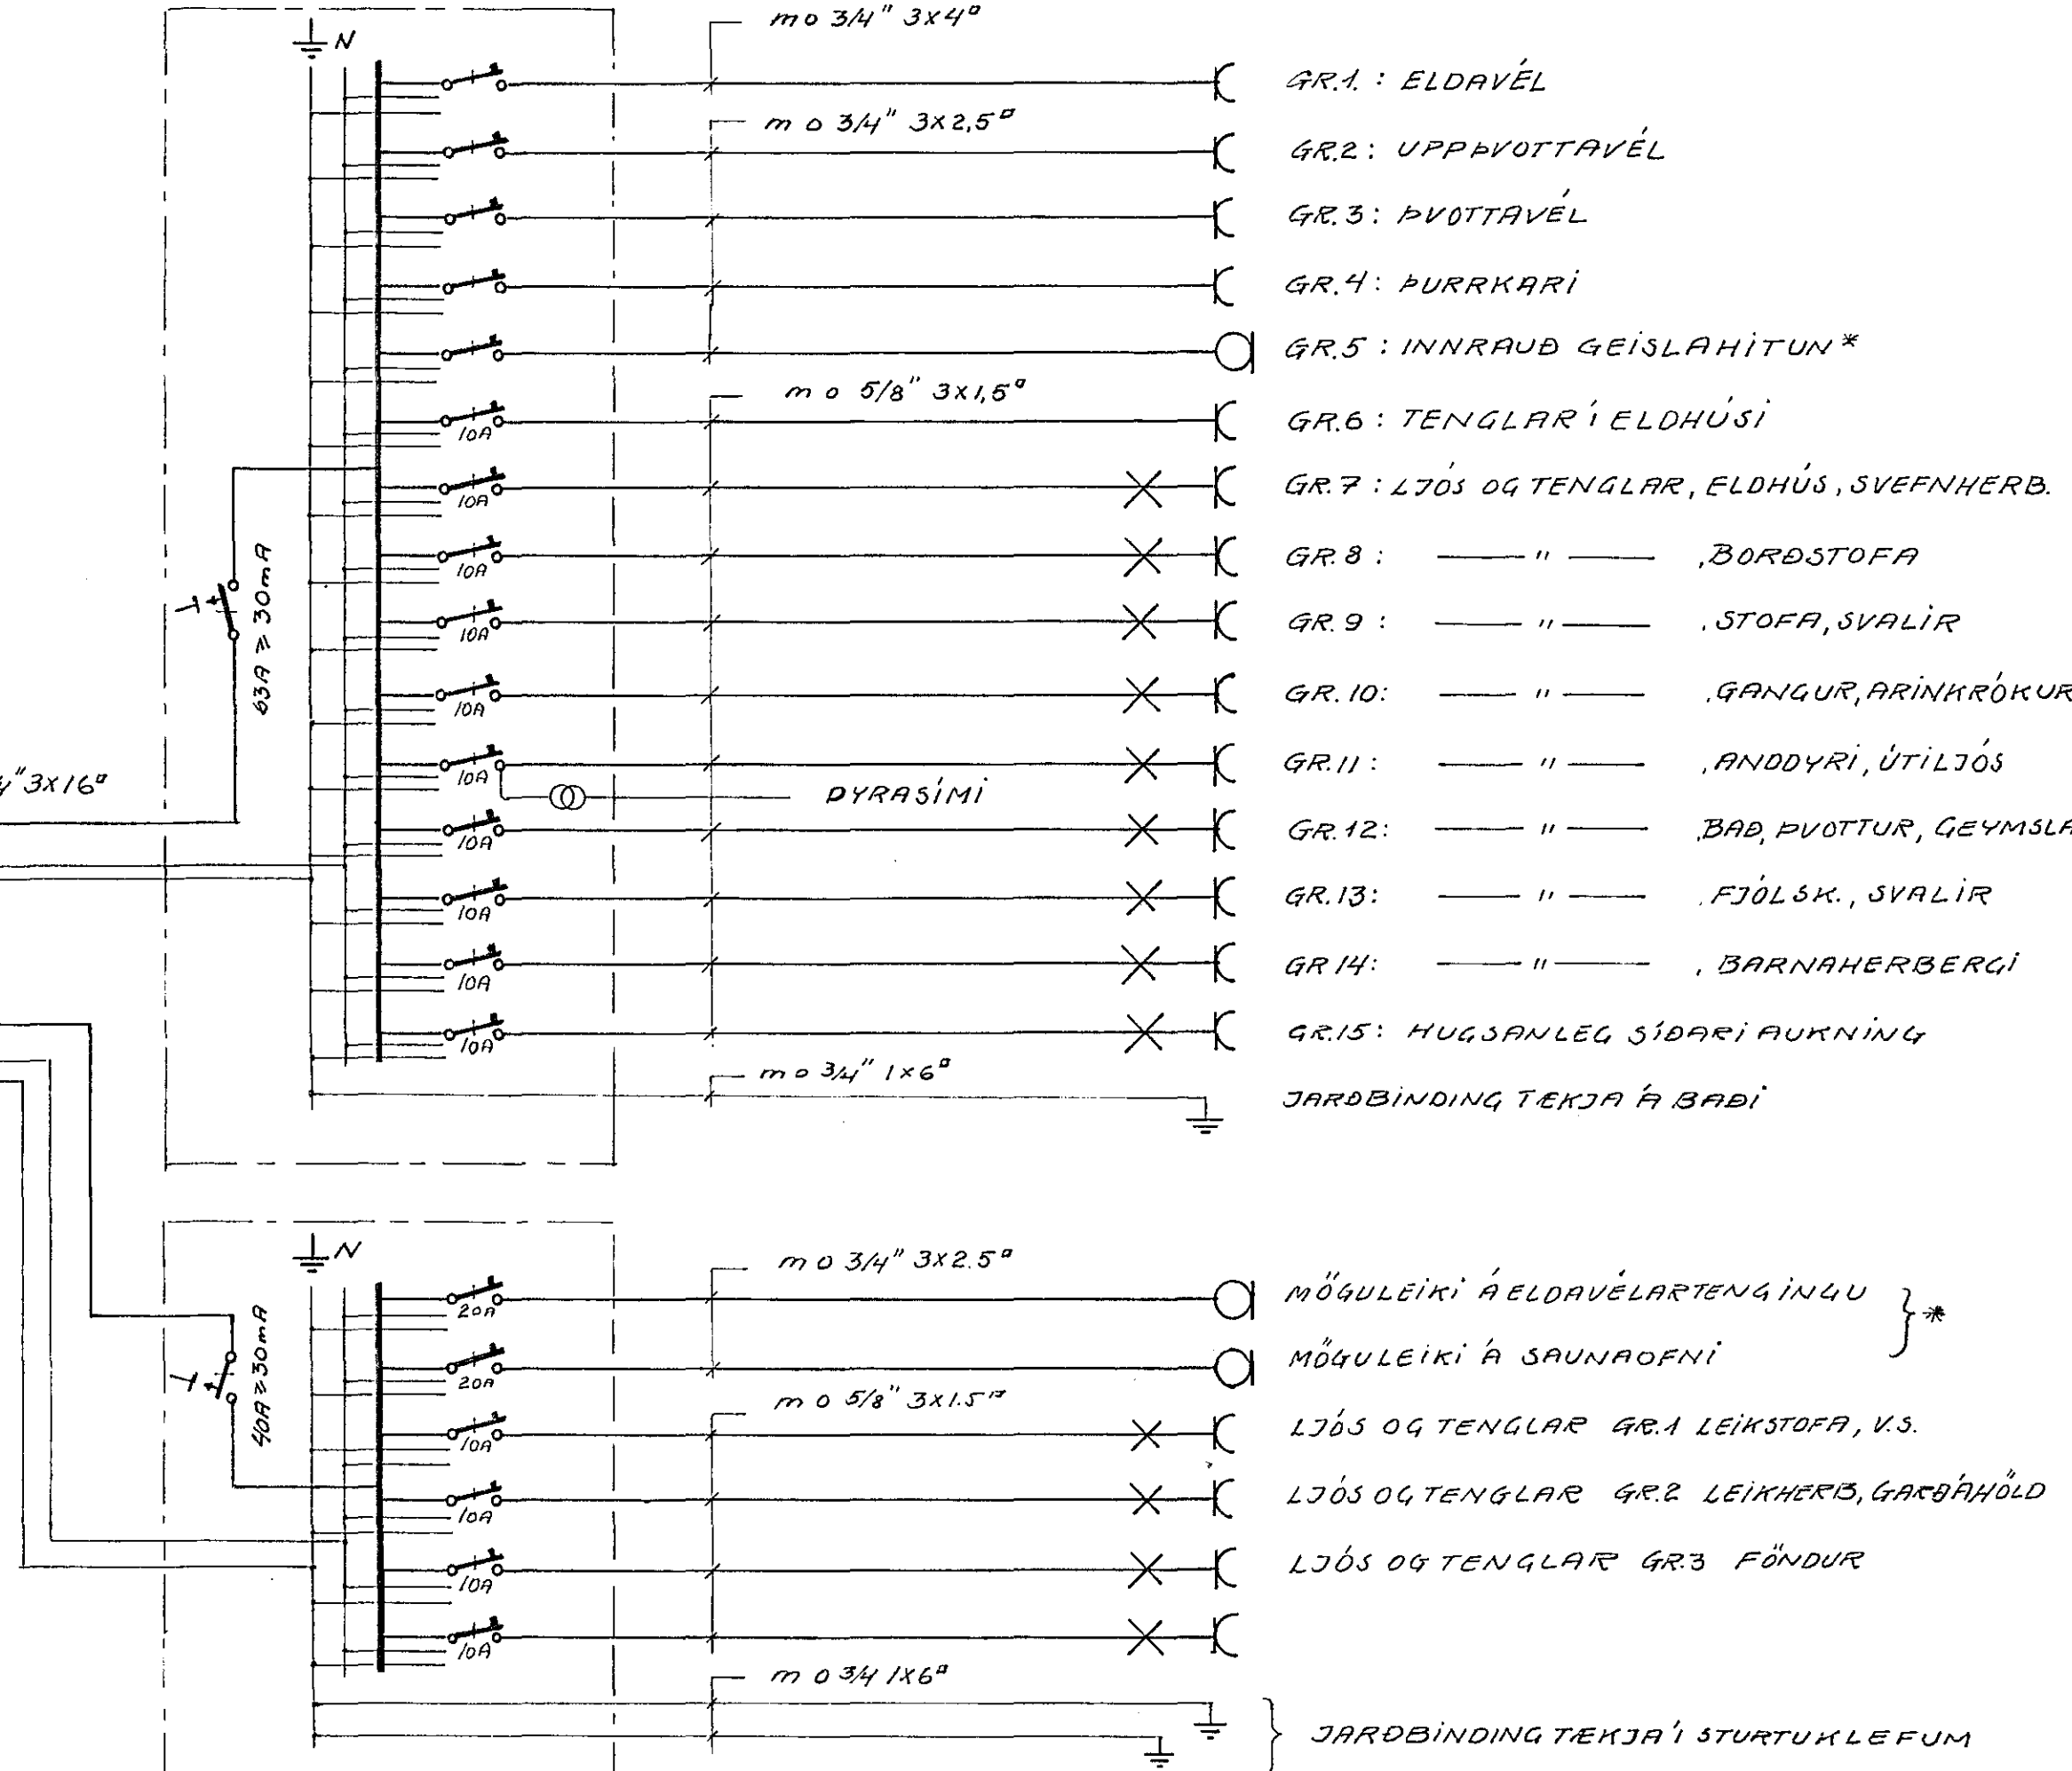 m o 3/4" 3x4▫
N
GR.1. : ELDAVÉL
m o 3/4" 3x2,5▫
GR.2: UPPÞVOTTAVÉL
GR.3: ÞVOTTAVÉL
GR.4: ÞURRKARI
GR.5: INNRAUÐ GEISLAHITUN *
m o 5/8" 3x1,5▫
GR.6: TENGLAR Í ELDHÚSI
10A
GR.7: LJÓS OG TENGLAR, ELDHÚS, SVEFNHERB.
10A
GR.8: —— " —— , BORÐSTOFA
10A
63A ≥ 30mA
GR.9: —— " —— , STOFA, SVALIR
10A
GR.10: —— " —— , GANGUR, ARINKRÓKUR
10A
GR.11: —— " —— , ANDDYRI, ÚTILJÓS
10A
" 3x16▫
DYRASÍMI
GR.12: —— " —— , BAÐ, ÞVOTTUR, GEYMSLA
10A
GR.13: —— " —— , FJÖLSK., SVALIR
10A
GR 14: —— " —— , BARNAHERBERGI
10A
GR.15: HUGSANLEG SÍÐARI AUKNING
10A
m o 3/4" 1x6▫
JARÐBINDING TÆKJA Á BAÐI
N
m o 3/4" 3x2.5▫
MÖGULEIKI Á ELDAVÉLARTENGINGU
20A
} *
MÖGULEIKI Á SAUNAOFNI
20A
40A ≥ 30mA
m o 5/8" 3x1.5▫
LJÓS OG TENGLAR GR.1 LEIKSTOFA, V.S.
10A
LJÓS OG TENGLAR GR.2 LEIKHERB, GARÐÁHÖLD
10A
LJÓS OG TENGLAR GR.3 FÖNDUR
10A
10A
m o 3/4 1x6▫
} JARÐBINDING TÆKJA Í STURTUKLEFUM